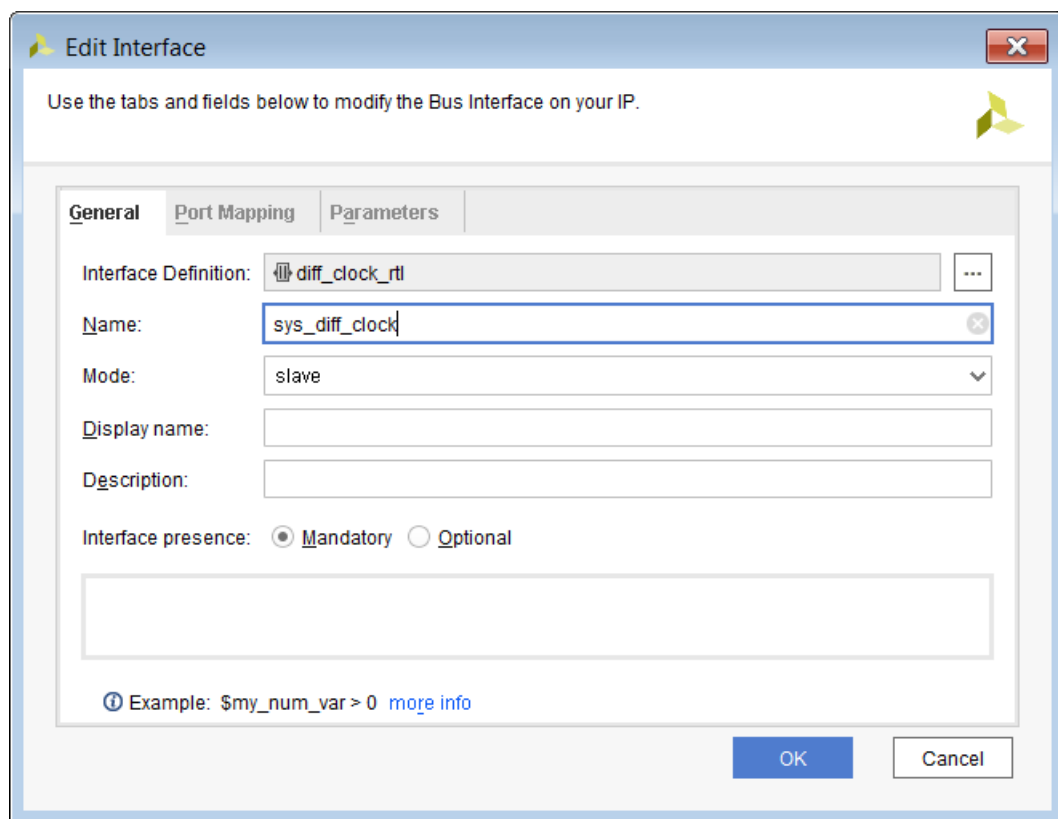 Edit Interface
Use the tabs and fields below to modify the Bus Interface on your IP.
General Port Mapping Parameters
Interface Definition: diff_clock_rtl ...
Name: sys_diff_clock
Mode: slave
Display name:
Description:
Interface presence: Mandatory Optional
Example: $my_num_var > 0 more info
OK Cancel